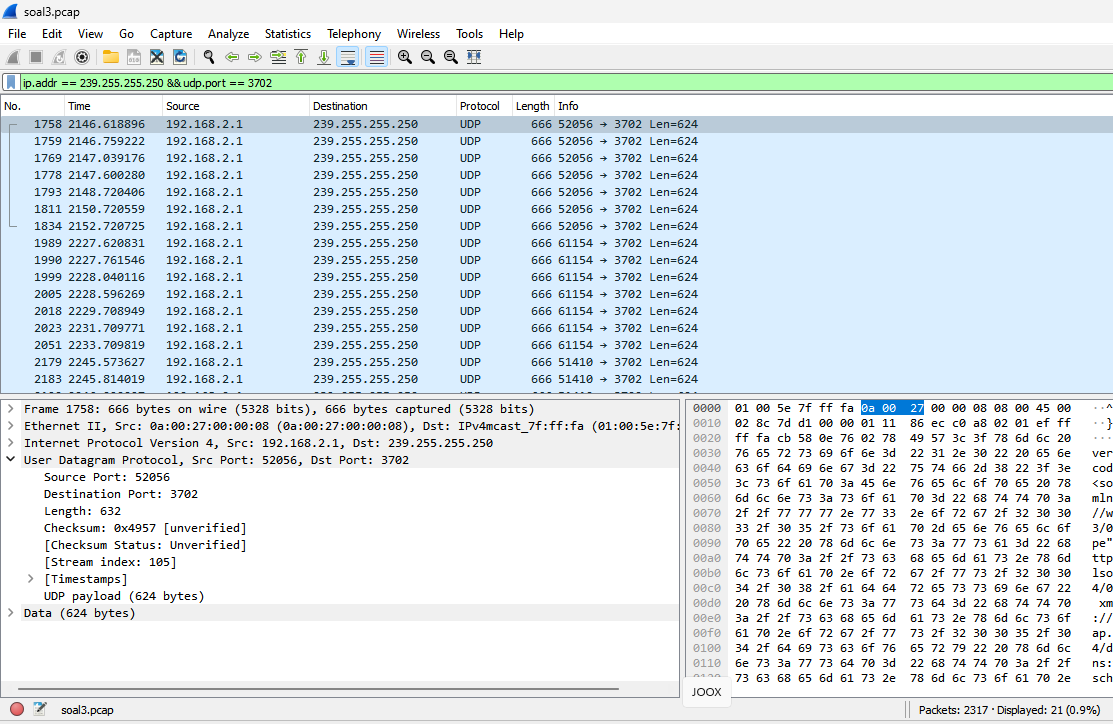 soal3.pcap
File Edit View Go Capture Analyze Statistics Telephony Wireless Tools Help
ip.addr == 239.255.255.250 && udp.port == 3702
No. Time Source Destination Protocol Length Info
1758 2146.618896 192.168.2.1 239.255.255.250 UDP 666 52056 → 3702 Len=624
1759 2146.759222 192.168.2.1 239.255.255.250 UDP 666 52056 → 3702 Len=624
1769 2147.039176 192.168.2.1 239.255.255.250 UDP 666 52056 → 3702 Len=624
1778 2147.600280 192.168.2.1 239.255.255.250 UDP 666 52056 → 3702 Len=624
1793 2148.720406 192.168.2.1 239.255.255.250 UDP 666 52056 → 3702 Len=624
1811 2150.720559 192.168.2.1 239.255.255.250 UDP 666 52056 → 3702 Len=624
1834 2152.720725 192.168.2.1 239.255.255.250 UDP 666 52056 → 3702 Len=624
1989 2227.620831 192.168.2.1 239.255.255.250 UDP 666 61154 → 3702 Len=624
1990 2227.761546 192.168.2.1 239.255.255.250 UDP 666 61154 → 3702 Len=624
1999 2228.040116 192.168.2.1 239.255.255.250 UDP 666 61154 → 3702 Len=624
2005 2228.596269 192.168.2.1 239.255.255.250 UDP 666 61154 → 3702 Len=624
2018 2229.708949 192.168.2.1 239.255.255.250 UDP 666 61154 → 3702 Len=624
2023 2231.709771 192.168.2.1 239.255.255.250 UDP 666 61154 → 3702 Len=624
2051 2233.709819 192.168.2.1 239.255.255.250 UDP 666 61154 → 3702 Len=624
2179 2245.573627 192.168.2.1 239.255.255.250 UDP 666 51410 → 3702 Len=624
2183 2245.814019 192.168.2.1 239.255.255.250 UDP 666 51410 → 3702 Len=624
Frame 1758: 666 bytes on wire (5328 bits), 666 bytes captured (5328 bits)
Ethernet II, Src: 0a:00:27:00:00:08 (0a:00:27:00:00:08), Dst: IPv4mcast_7f:ff:fa (01:00:5e:7f:
Internet Protocol Version 4, Src: 192.168.2.1, Dst: 239.255.255.250
User Datagram Protocol, Src Port: 52056, Dst Port: 3702
Source Port: 52056
Destination Port: 3702
Length: 632
Checksum: 0x4957 [unverified]
[Checksum Status: Unverified]
[Stream index: 105]
[Timestamps]
UDP payload (624 bytes)
Data (624 bytes)
0000 01 00 5e 7f ff fa 0a 00 27 00 00 08 08 00 45 00 ··^
0010 02 8c 7d d1 00 00 01 11 86 ec c0 a8 02 01 ef ff ··}
0020 ff fa cb 58 0e 76 02 78 49 57 3c 3f 78 6d 6c 20 ···
0030 76 65 72 73 69 6f 6e 3d 22 31 2e 30 22 20 65 6e ver
0040 63 6f 64 69 6e 67 3d 22 75 74 66 2d 38 22 3f 3e cod
0050 3c 73 6f 61 70 3a 45 6e 76 65 6c 6f 70 65 20 78 <so
0060 6d 6c 6e 73 3a 73 6f 61 70 3d 22 68 74 74 70 3a mln
0070 2f 2f 77 77 77 2e 77 33 2e 6f 72 67 2f 32 30 30 //w
0080 33 2f 30 35 2f 73 6f 61 70 2d 65 6e 76 65 6c 6f 3/0
0090 70 65 22 20 78 6d 6c 6e 73 3a 77 73 61 3d 22 68 pe"
00a0 74 74 70 3a 2f 2f 73 63 68 65 6d 61 73 2e 78 6d ttp
00b0 6c 73 6f 61 70 2e 6f 72 67 2f 77 73 2f 32 30 30 lso
00c0 34 2f 30 38 2f 61 64 64 72 65 73 73 69 6e 67 22 4/0
00d0 20 78 6d 6c 6e 73 3a 77 73 64 3d 22 68 74 74 70 xm
00e0 3a 2f 2f 73 63 68 65 6d 61 73 2e 78 6d 6c 73 6f ://
00f0 61 70 2e 6f 72 67 2f 77 73 2f 32 30 30 35 2f 30 ap.
0100 34 2f 64 69 73 63 6f 76 65 72 79 22 20 78 6d 6c 4/d
0110 6e 73 3a 77 73 64 70 3d 22 68 74 74 70 3a 2f 2f ns:
73 63 68 65 6d 61 73 2e 78 6d 6c 73 6f 61 70 2e sch
JOOX
soal3.pcap
Packets: 2317 · Displayed: 21 (0.9%)